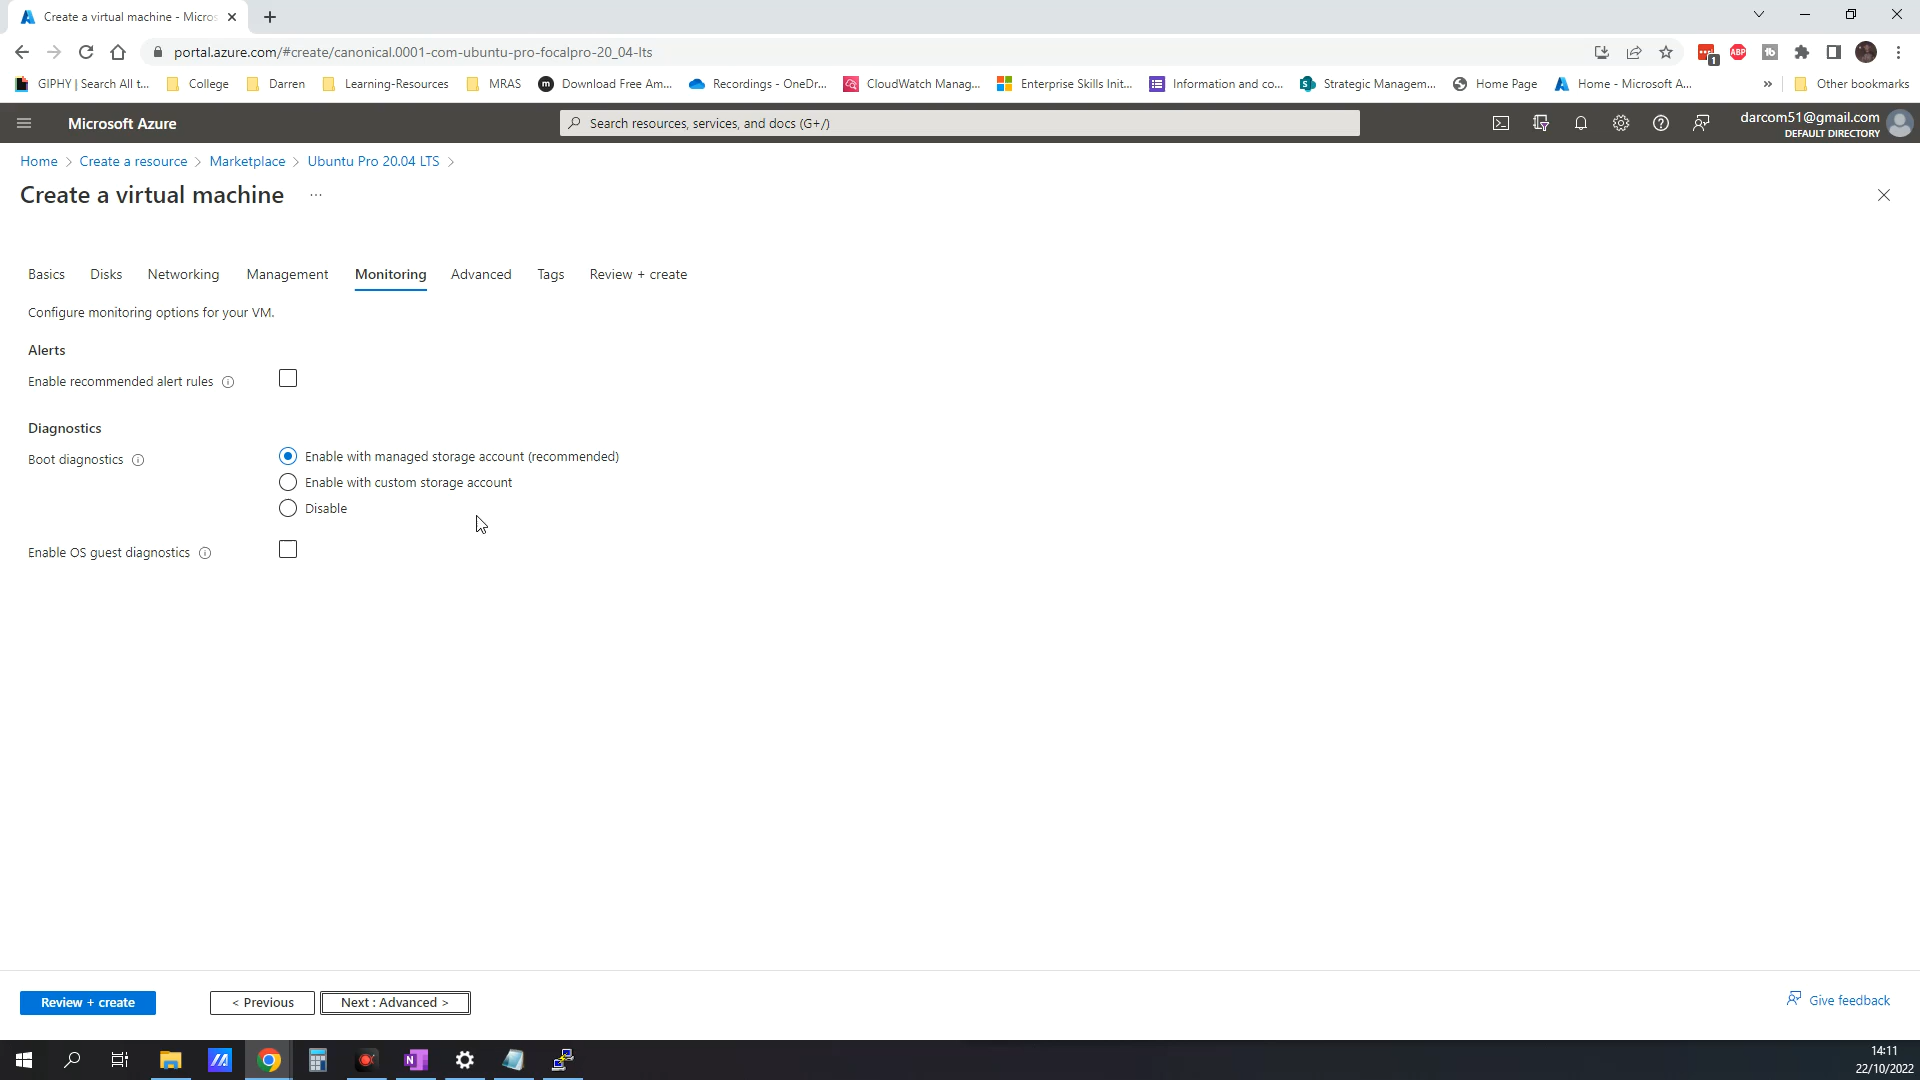 Create a virtual machine - Micros
portal.azure.com/#create/canonical.0001-com-ubuntu-pro-focalpro-20_04-lts
1
ABP
GIPHY | Search All t...
College
Darren
Learning-Resources
MRAS
Download Free Am...
Recordings - OneDr...
CloudWatch Manag...
Enterprise Skills Init...
Information and co...
Strategic Managem...
Home Page
Home - Microsoft A...
»
Other bookmarks
Microsoft Azure
Search resources, services, and docs (G+/)
darcom51@gmail.com
DEFAULT DIRECTORY
Home > Create a resource > Marketplace > Ubuntu Pro 20.04 LTS >
Create a virtual machine ...
Basics Disks Networking Management Monitoring Advanced Tags Review + create
Configure monitoring options for your VM.
Alerts
Enable recommended alert rules
Diagnostics
Boot diagnostics
Enable with managed storage account (recommended)
Enable with custom storage account
Disable
Enable OS guest diagnostics
Review + create
< Previous
Next : Advanced >
Give feedback
14:11
22/10/2022